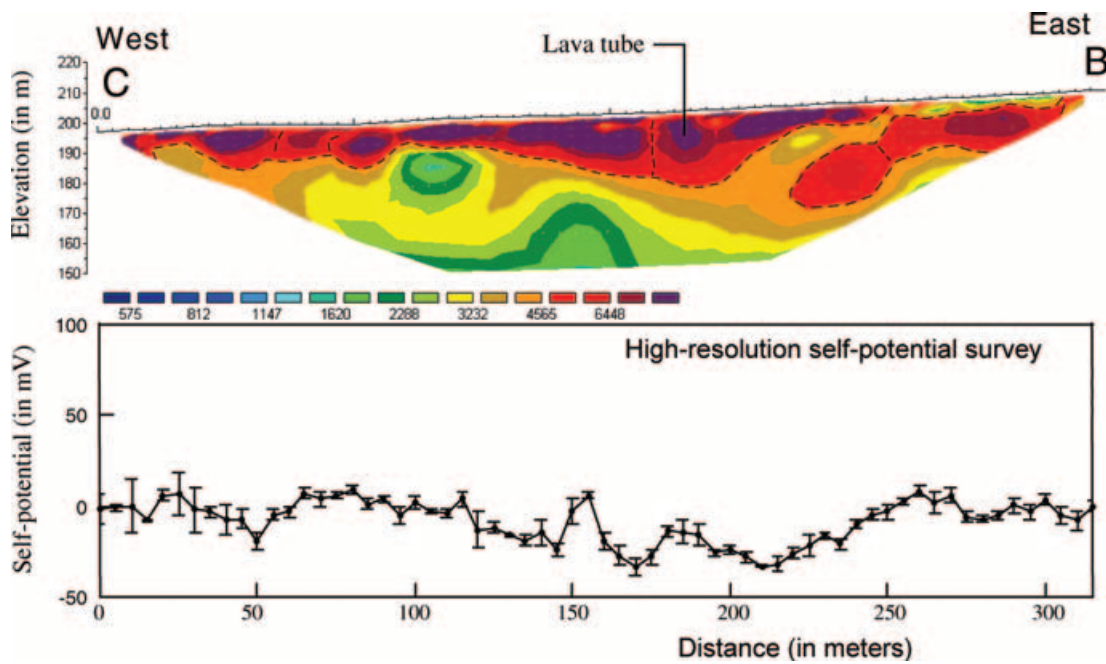 West
East
Lava tube
C
B
Elevation (in m)
220
210
200
190
180
170
160
150
0.0
575 812 1147 1620 2288 3232 4565 6448
High-resolution self-potential survey
Self-potential (in mV)
100
50
0
-50
0 50 100 150 200 250 300
Distance (in meters)